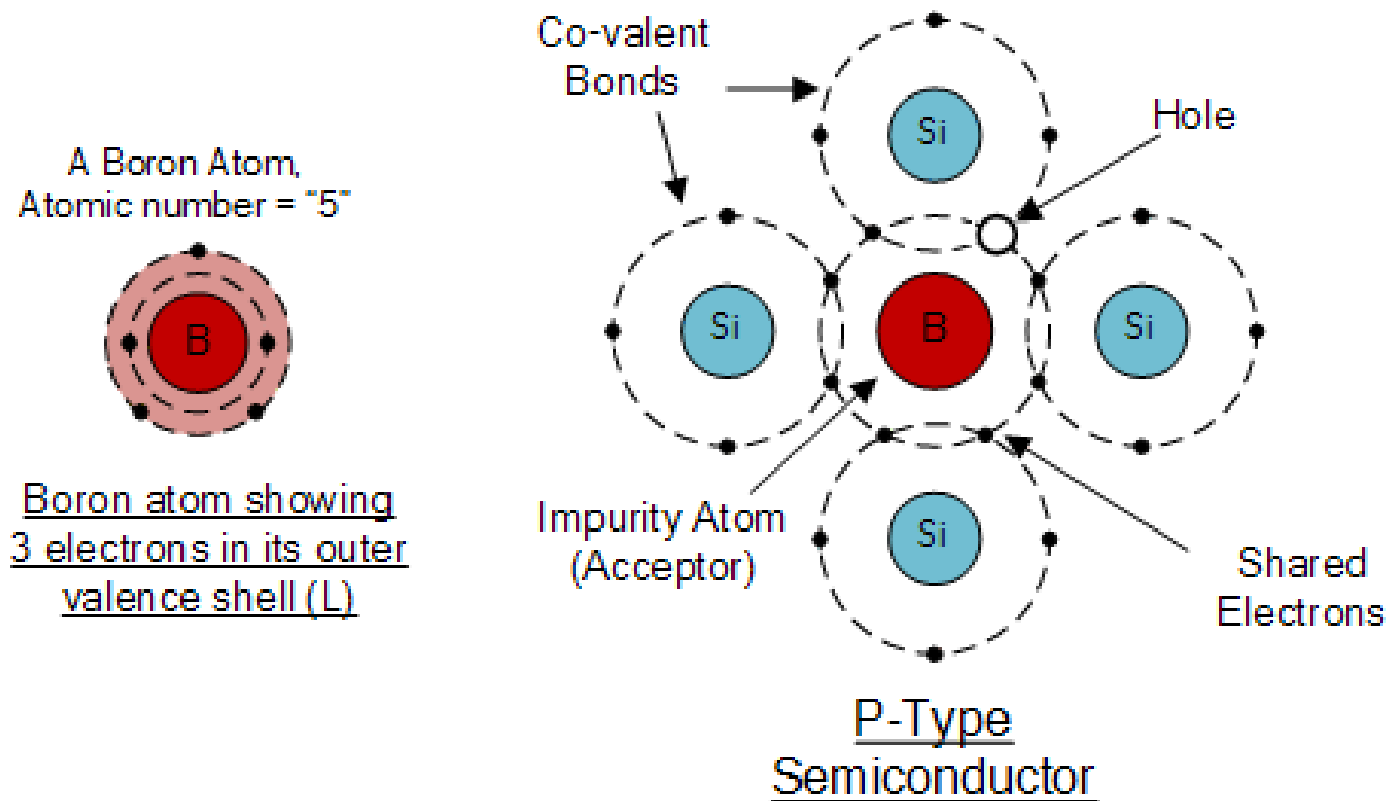 A Boron Atom,
Atomic number = "5"
B
Boron atom showing
3 electrons in its outer
valence shell (L)
Co-valent
Bonds
Hole
Si
Si
B
Si
Si
Impurity Atom
(Acceptor)
Shared
Electrons
P-Type
Semiconductor